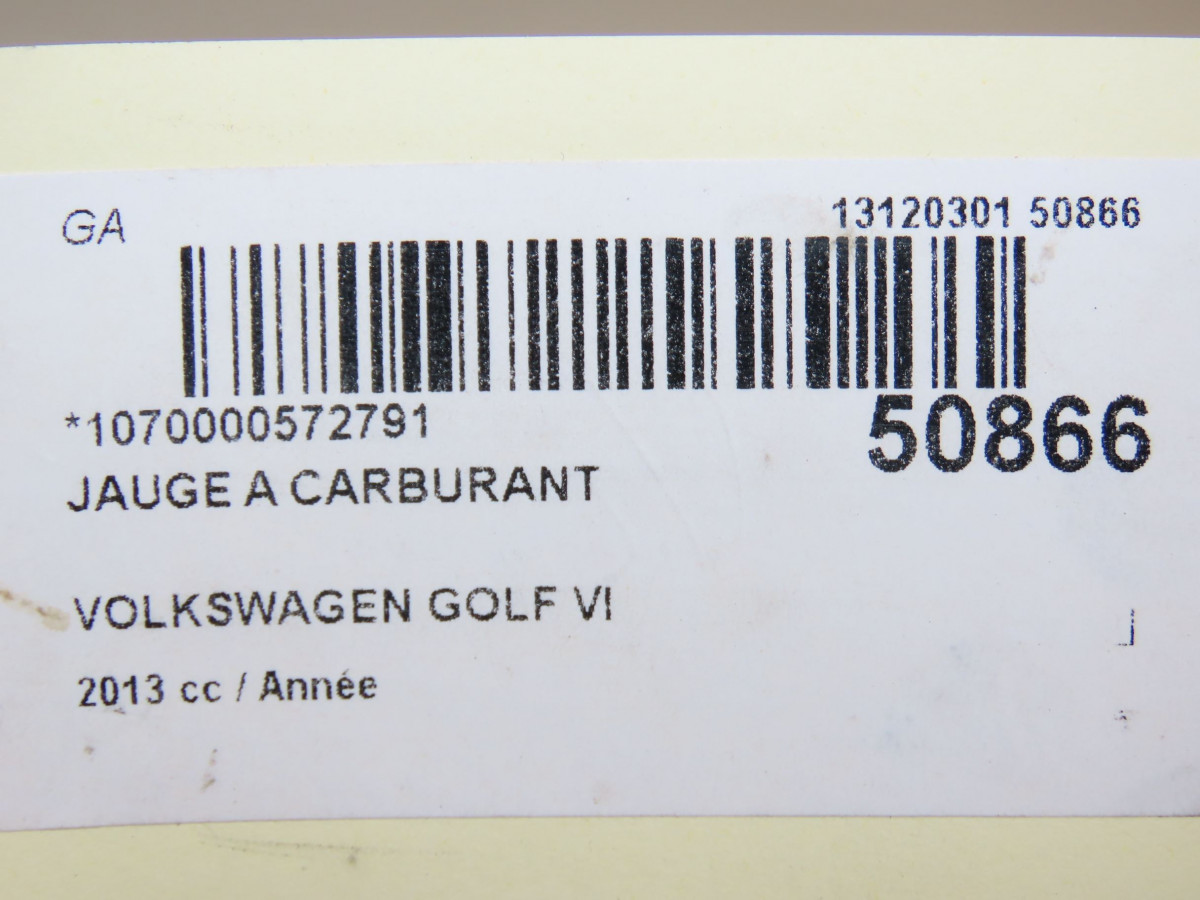 GA
13120301 50866
*1070000572791
50866
JAUGE A CARBURANT
VOLKSWAGEN GOLF VI
2013 cc / Année